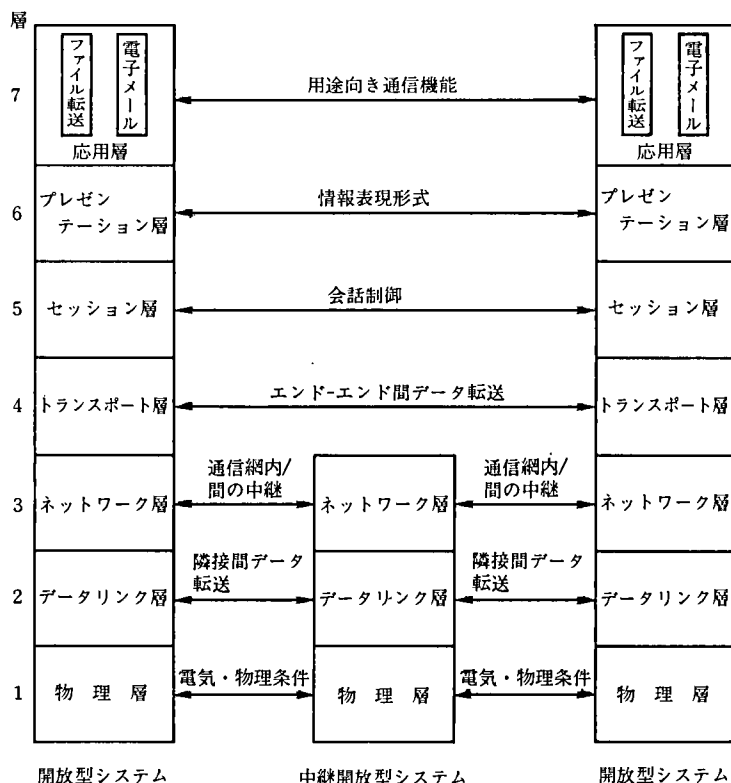 層
7
ファイル転送
電子メール
応用層
用途向き通信機能
ファイル転送
電子メール
応用層
6
プレゼン
テーション層
情報表現形式
プレゼン
テーション層
5
セッション層
会話制御
セッション層
4
トランスポート層
エンド-エンド間データ転送
トランスポート層
3
ネットワーク層
通信網内/
間の中継
ネットワーク層
通信網内/
間の中継
ネットワーク層
2
データリンク層
隣接間データ
転送
データリンク層
隣接間データ
転送
データリンク層
1
物理層
電気・物理条件
物理層
電気・物理条件
物理層
開放型システム
中継開放型システム
開放型システム